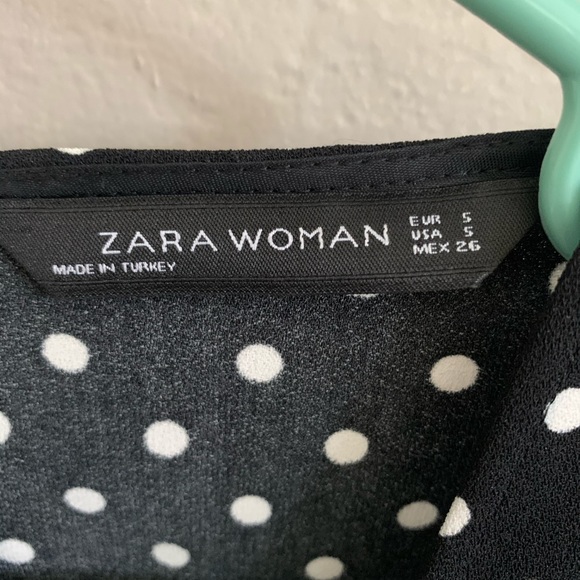 ZARA WOMAN
MADE IN TURKEY
EUR S
USA S
MEX 26